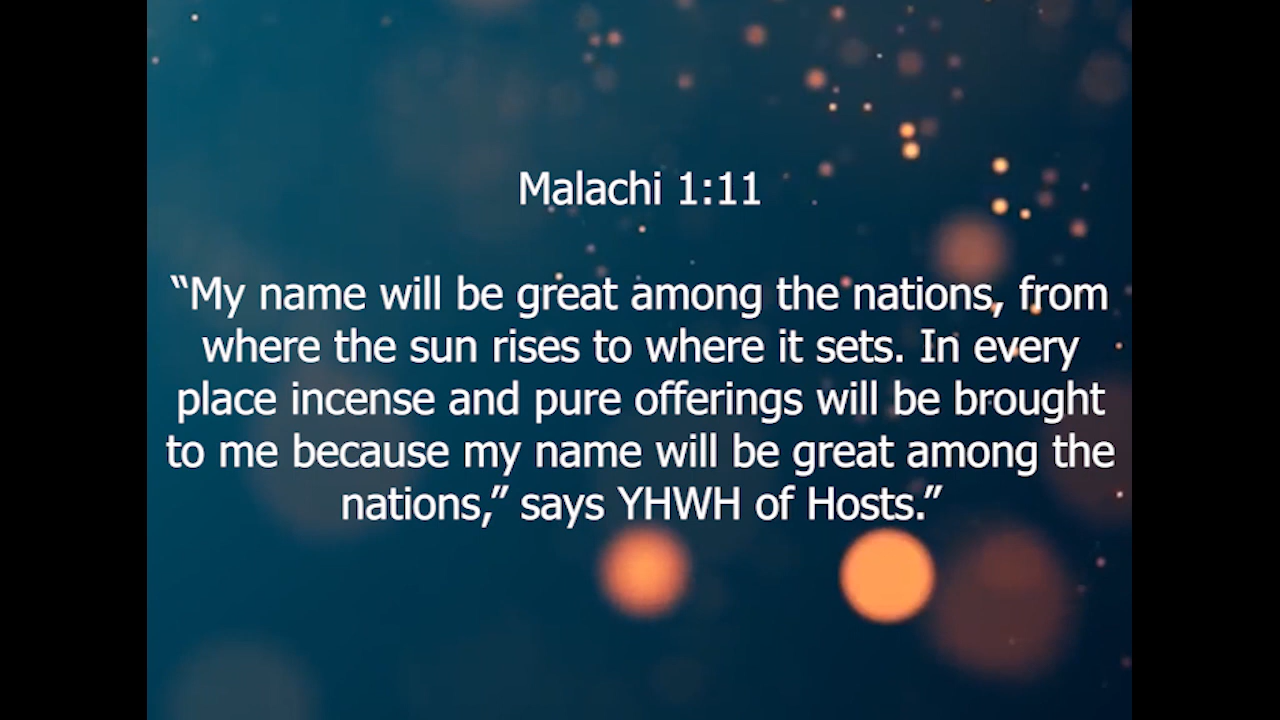 Malachi 1:11
“My name will be great among the nations, from
where the sun rises to where it sets. In every
place incense and pure offerings will be brought
to me because my name will be great among the
nations,” says YHWH of Hosts.”